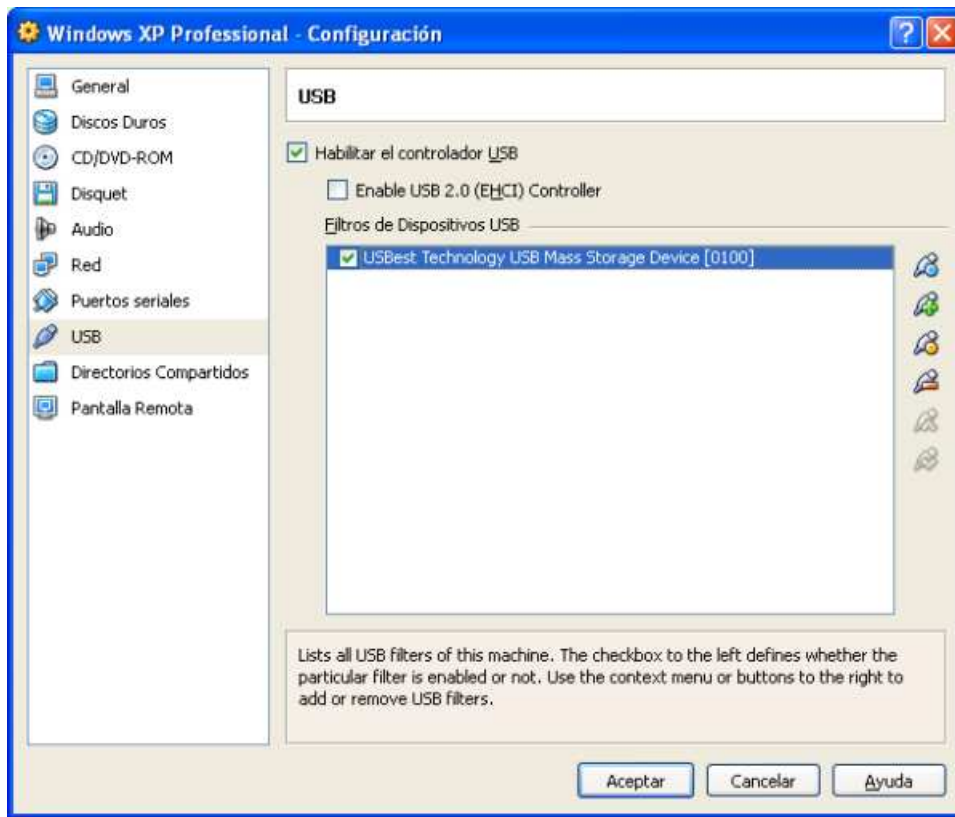 Windows XP Professional - Configuración
General
Discos Duros
CD/DVD-ROM
Disquet
Audio
Red
Puertos seriales
USB
Directorios Compartidos
Pantalla Remota
USB
Habilitar el controlador USB
Enable USB 2.0 (EHCI) Controller
Filtros de Dispositivos USB
USBest Technology USB Mass Storage Device [0100]
Lists all USB filters of this machine. The checkbox to the left defines whether the
particular filter is enabled or not. Use the context menu or buttons to the right to
add or remove USB filters.
Aceptar
Cancelar
Ayuda